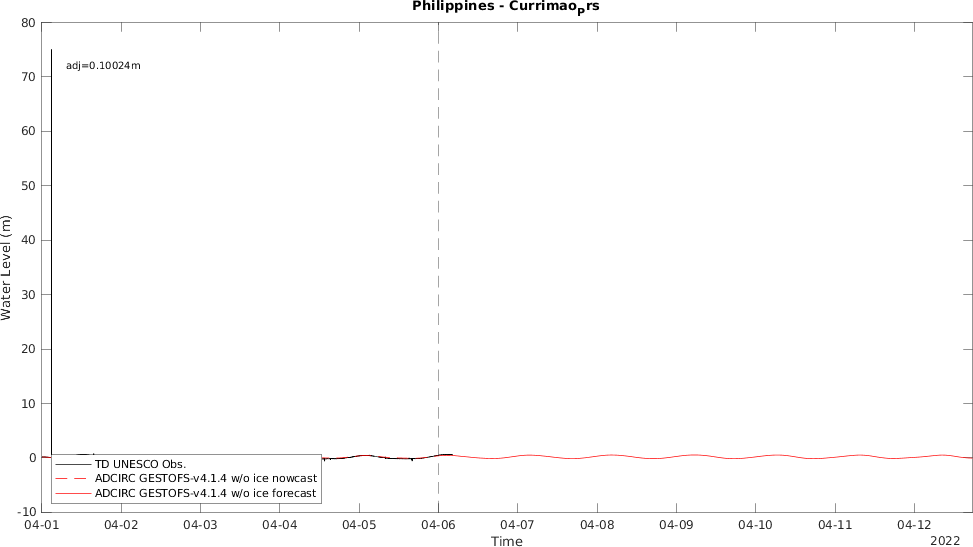 Philippines - Currimaoprs
80
70
60
50
40
30
20
10
0
-10
Water Level (m)
adj=0.10024m
TD UNESCO Obs.
ADCIRC GESTOFS-v4.1.4 w/o ice nowcast
ADCIRC GESTOFS-v4.1.4 w/o ice forecast
04-01 04-02 04-03 04-04 04-05 04-06 04-07 04-08 04-09 04-10 04-11 04-12
Time
2022